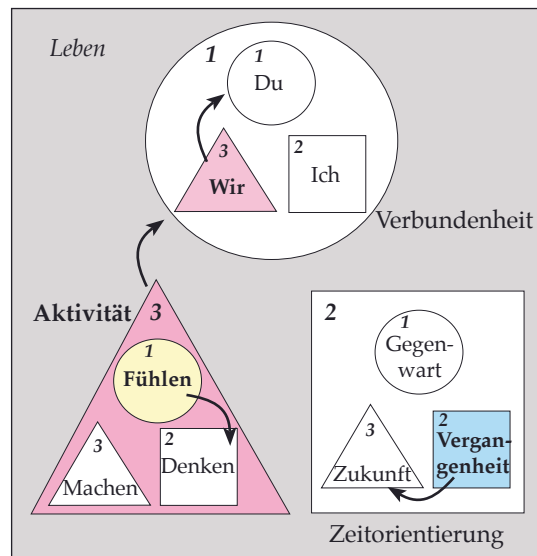 Leben
1
1
Du
3
Wir
2
Ich
Verbundenheit
Aktivität
3
1
Fühlen
3
Machen
2
Denken
2
1
Gegen-
wart
3
Zukunft
2
Vergan-
genheit
Zeitorientierung